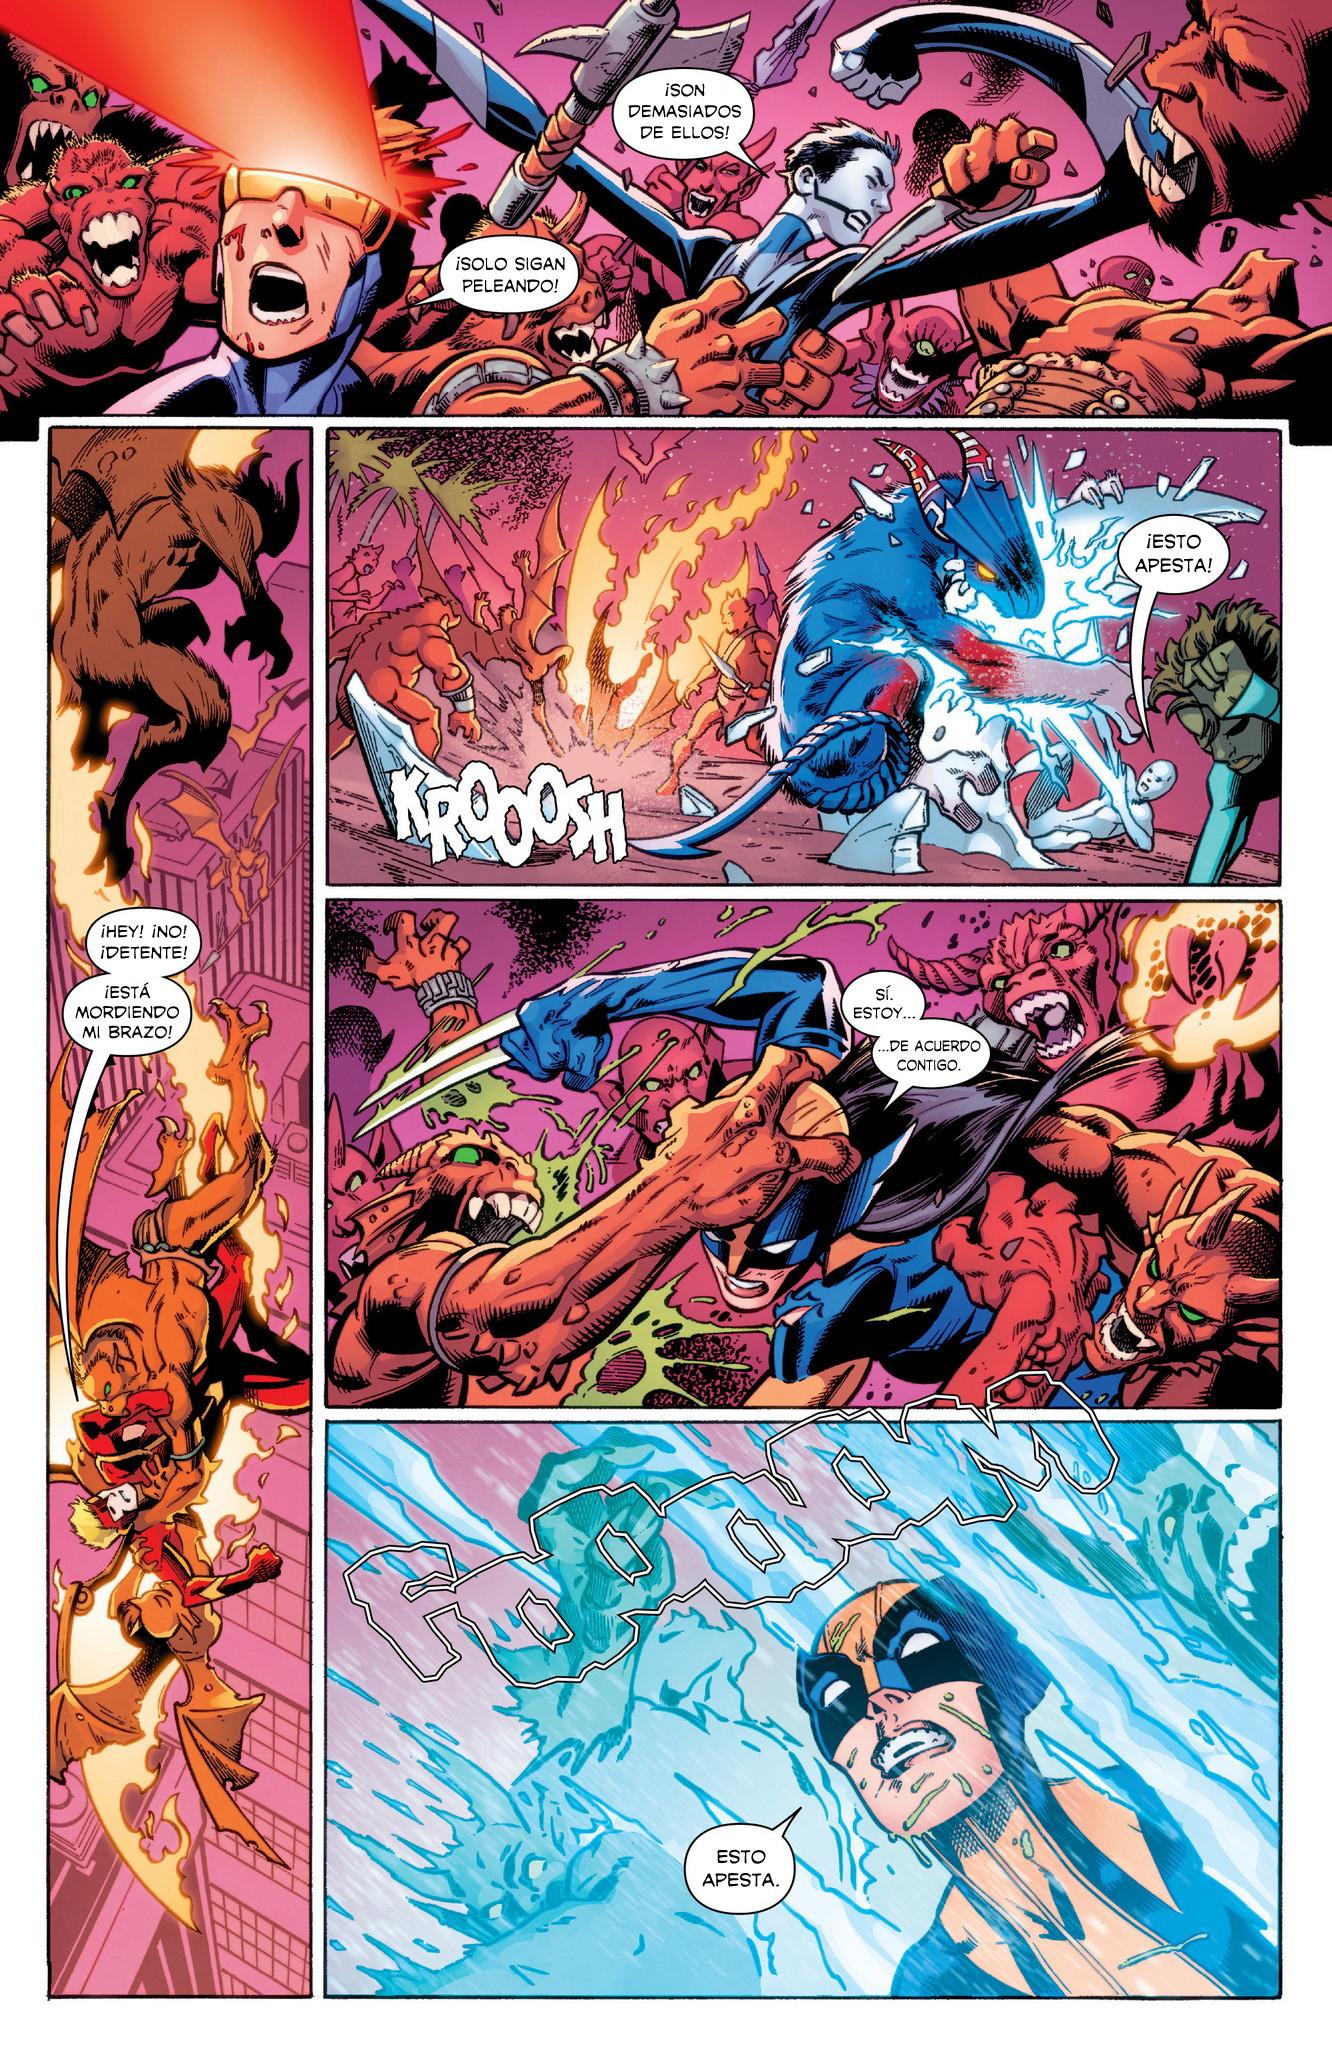 ¡SON
DEMASIADOS
DE ELLOS!
¡SOLO SIGAN
PELEANDO!
¡HEY! ¡NO!
¡DETENTE!
¡ESTÁ
MORDIENDO
MI BRAZO!
¡ESTO
APESTA!
KROOOSH
SÍ.
ESTOY...
...DE ACUERDO
CONTIGO.
FOOOOM
ESTO
APESTA.